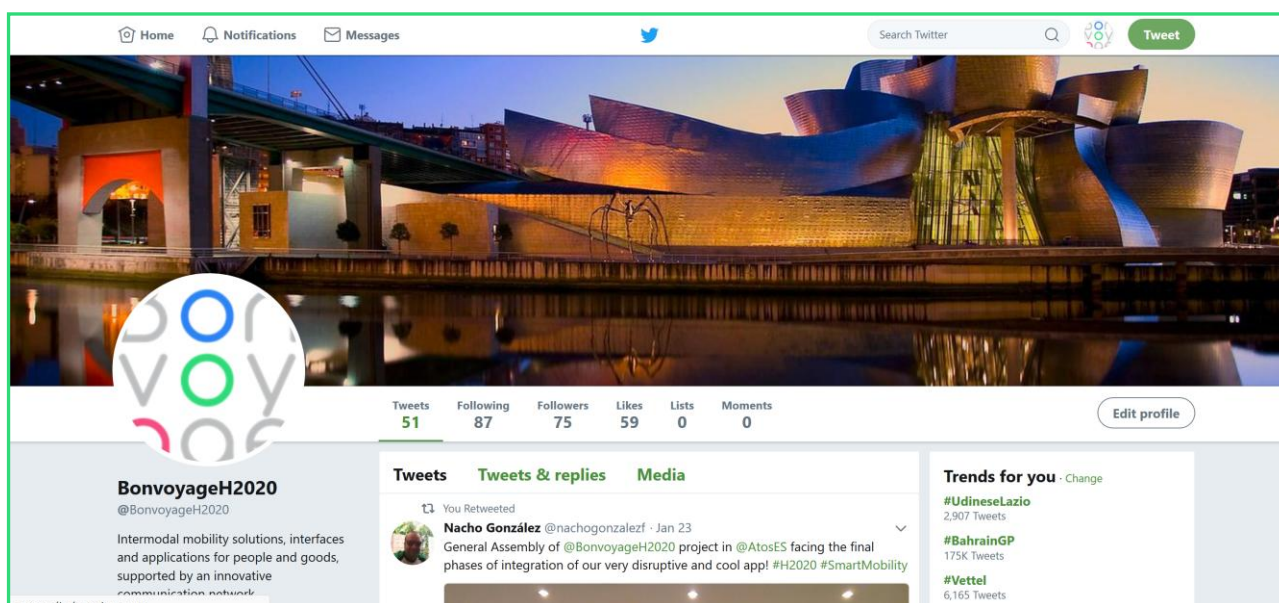 Home Notifications Messages Search Twitter Tweet
BON
VOY
Tweets Following Followers Likes Lists Moments
51 87 75 59 0 0
Edit profile
BonvoyageH2020
@BonvoyageH2020
Intermodal mobility solutions, interfaces
and applications for people and goods,
supported by an innovative
communication network
Tweets Tweets & replies Media
You Retweeted
Nacho González @nachogonzalezf · Jan 23
General Assembly of @BonvoyageH2020 project in @AtosES facing the final
phases of integration of our very disruptive and cool app! #H2020 #SmartMobility
Trends for you · Change
#UdineseLazio
2,907 Tweets
#BahrainGP
175K Tweets
#Vettel
6,165 Tweets